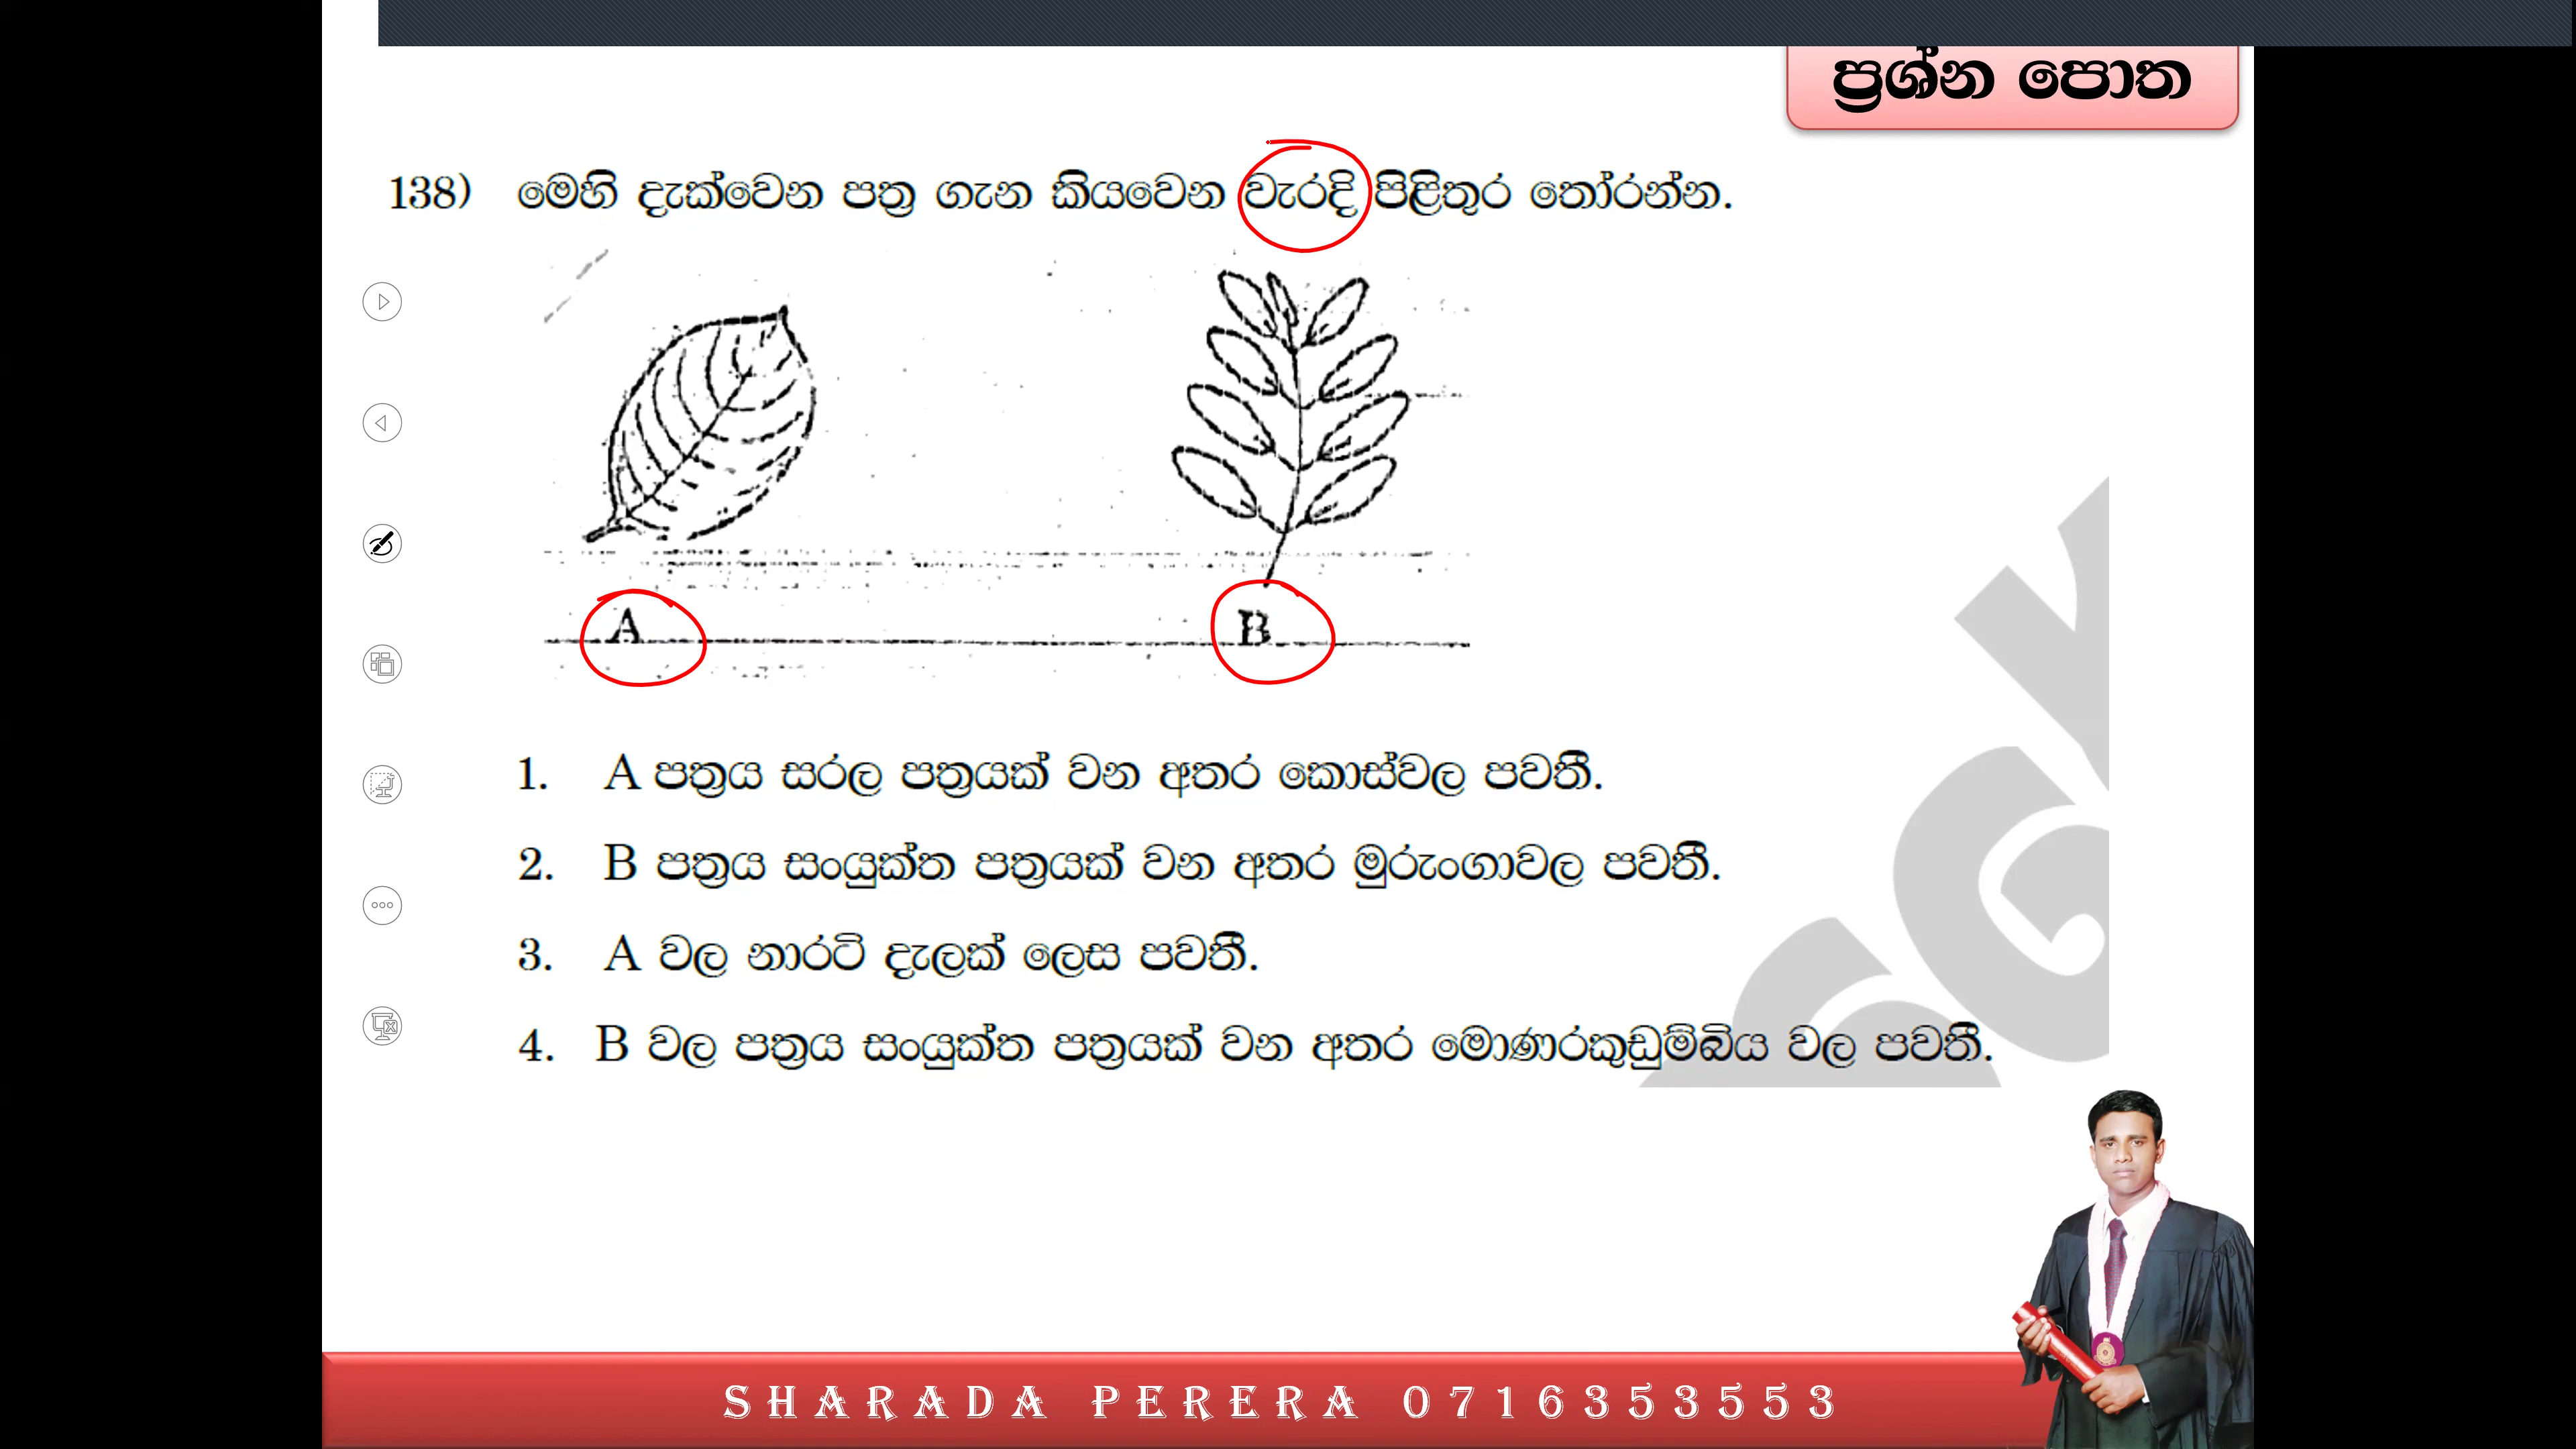 ප්‍රශ්න පොත
138) මෙහි දැක්වෙන පත්‍ර ගැන කියවෙන වැරදි පිළිතුර තෝරන්න.
A B
1. A පත්‍රය සරල පත්‍රයක් වන අතර කොස්වල පවතී.
2. B පත්‍රය සංයුක්ත පත්‍රයක් වන අතර මුරුංගාවල පවතී.
3. A වල නාරටි දැලක් ලෙස පවතී.
4. B වල පත්‍රය සංයුක්ත පත්‍රයක් වන අතර මොණරකුඩුම්බිය වල පවතී.
SHARADA PERERA 0716353553